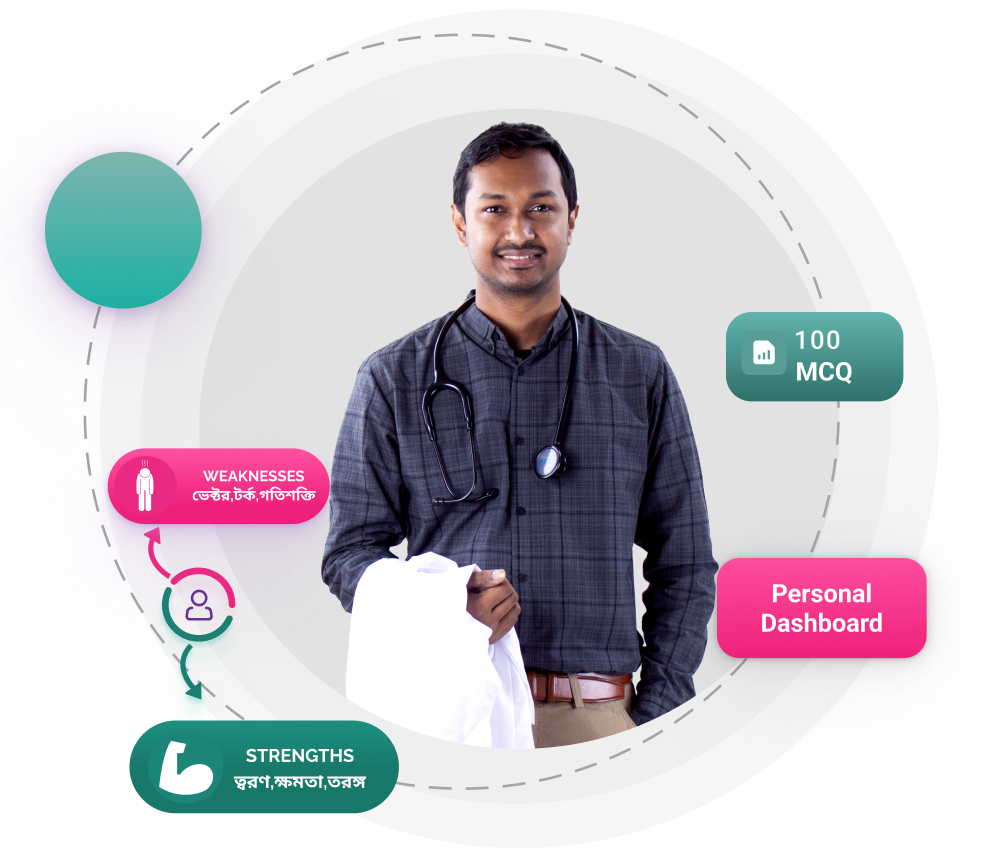 100
MCQ
WEAKNESSES
ভেক্টর,টর্ক,গতিশক্তি
Personal
Dashboard
STRENGTHS
ত্বরণ,ক্ষমতা,তরঙ্গ